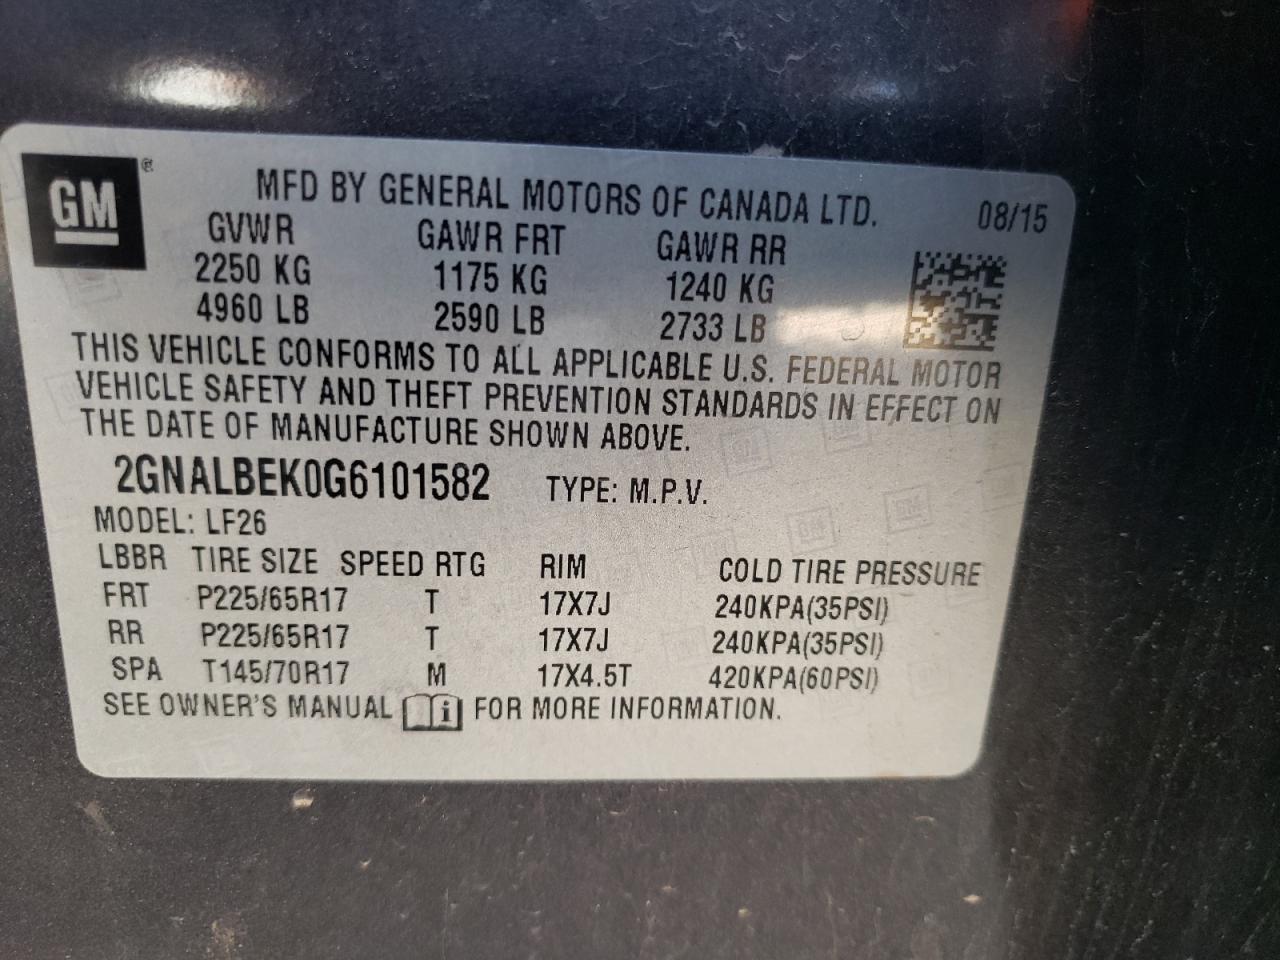 GM ®
MFD BY GENERAL MOTORS OF CANADA LTD. 08/15
GVWR GAWR FRT GAWR RR
2250 KG 1175 KG 1240 KG
4960 LB 2590 LB 2733 LB
THIS VEHICLE CONFORMS TO ALL APPLICABLE U.S. FEDERAL MOTOR
VEHICLE SAFETY AND THEFT PREVENTION STANDARDS IN EFFECT ON
THE DATE OF MANUFACTURE SHOWN ABOVE.
2GNALBEK0G6101582 TYPE: M.P.V.
MODEL: LF26
LBBR TIRE SIZE SPEED RTG RIM COLD TIRE PRESSURE
FRT P225/65R17 T 17X7J 240KPA(35PSI)
RR P225/65R17 T 17X7J 240KPA(35PSI)
SPA T145/70R17 M 17X4.5T 420KPA(60PSI)
SEE OWNER'S MANUAL i FOR MORE INFORMATION.